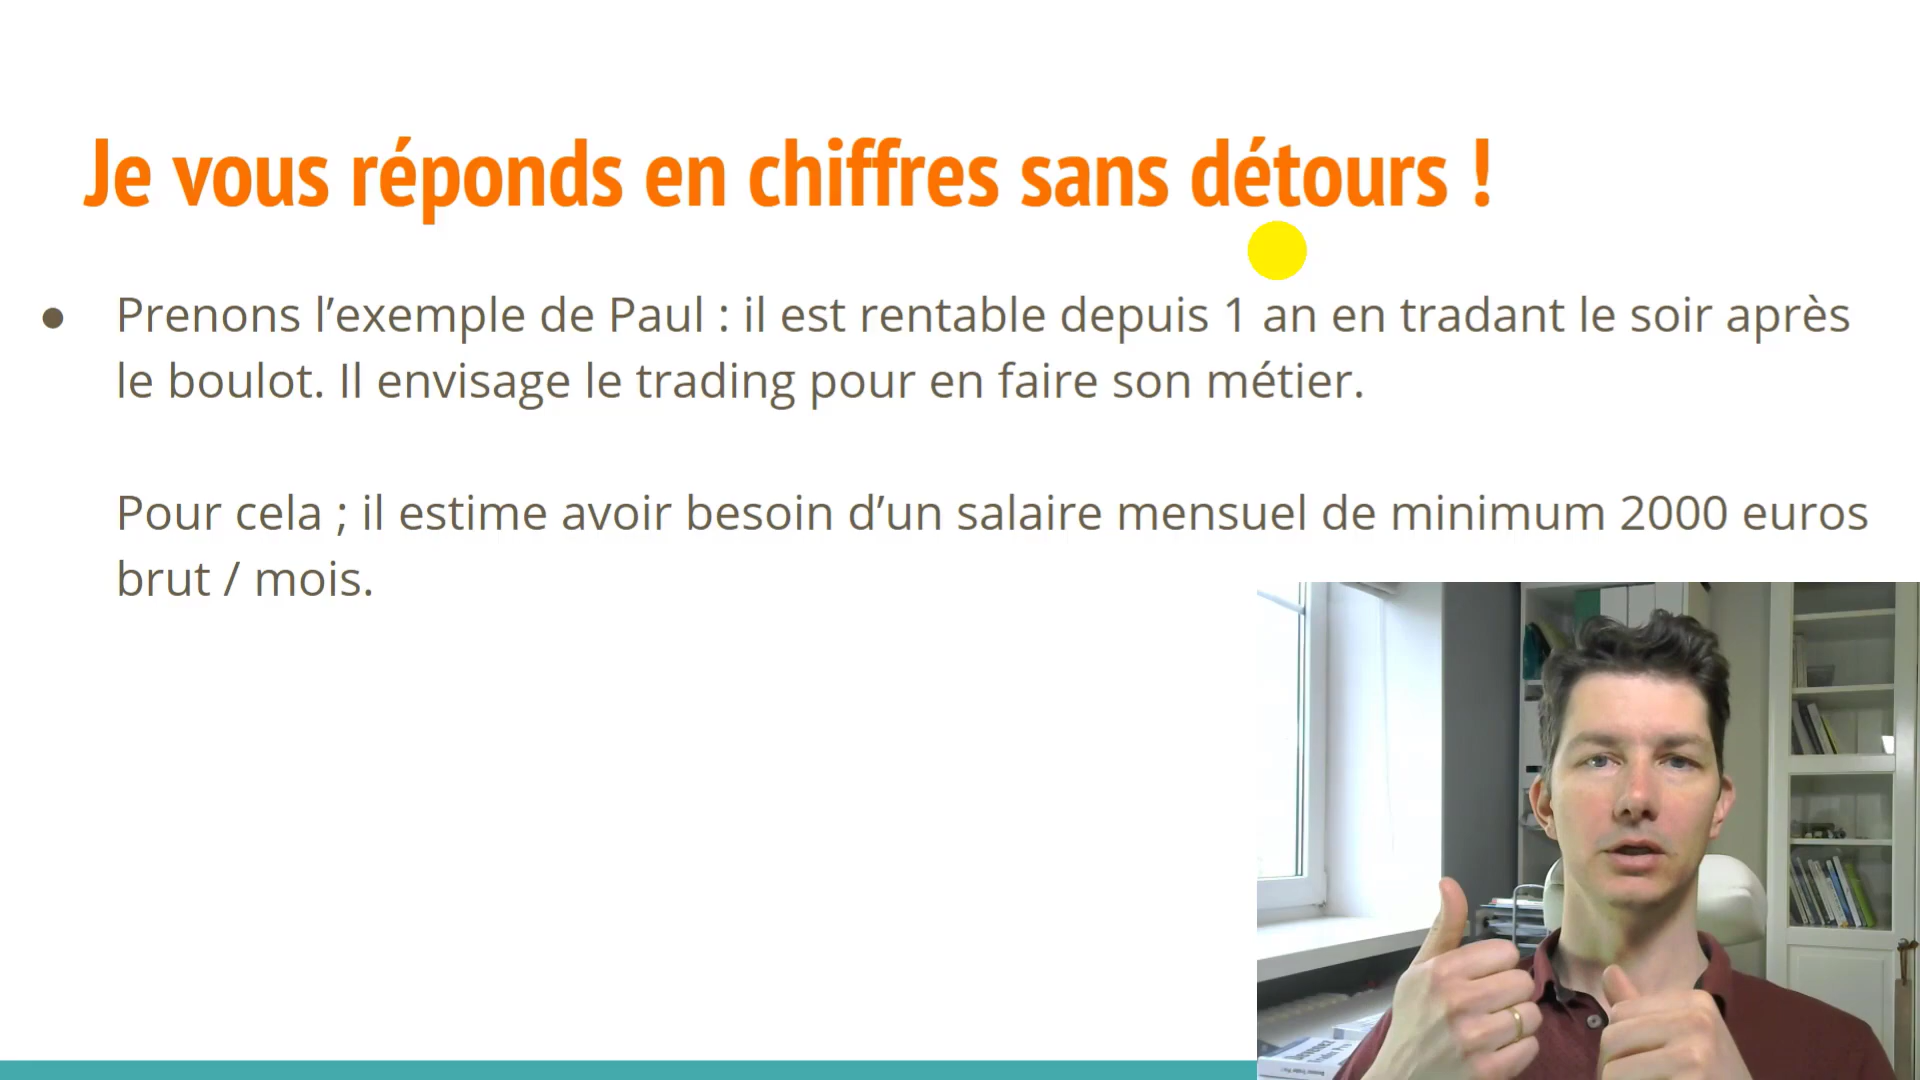 Je vous réponds en chiffres sans détours !
● Prenons l’exemple de Paul : il est rentable depuis 1 an en tradant le soir après
le boulot. Il envisage le trading pour en faire son métier.
Pour cela ; il estime avoir besoin d’un salaire mensuel de minimum 2000 euros
brut / mois.